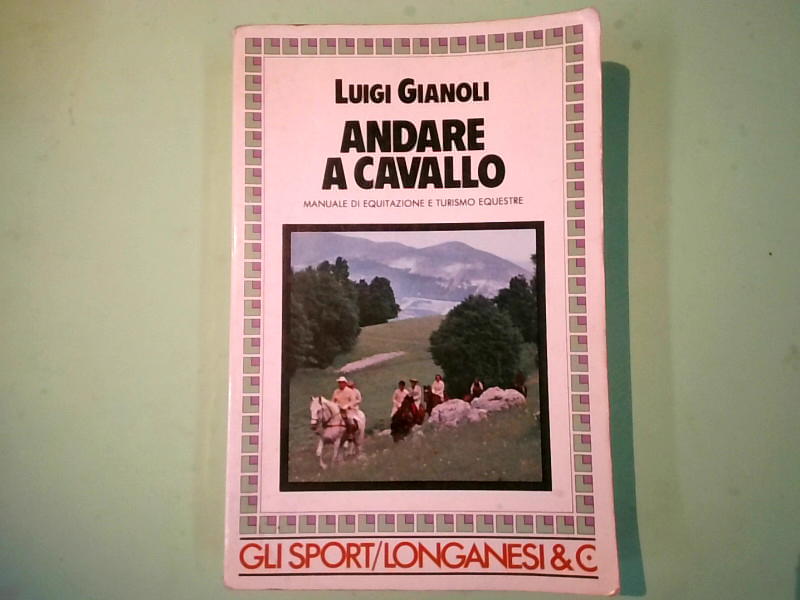 LUIGI GIANOLI
ANDARE
A CAVALLO
MANUALE DI EQUITAZIONE E TURISMO EQUESTRE
GLI SPORT/LONGANESI & C.